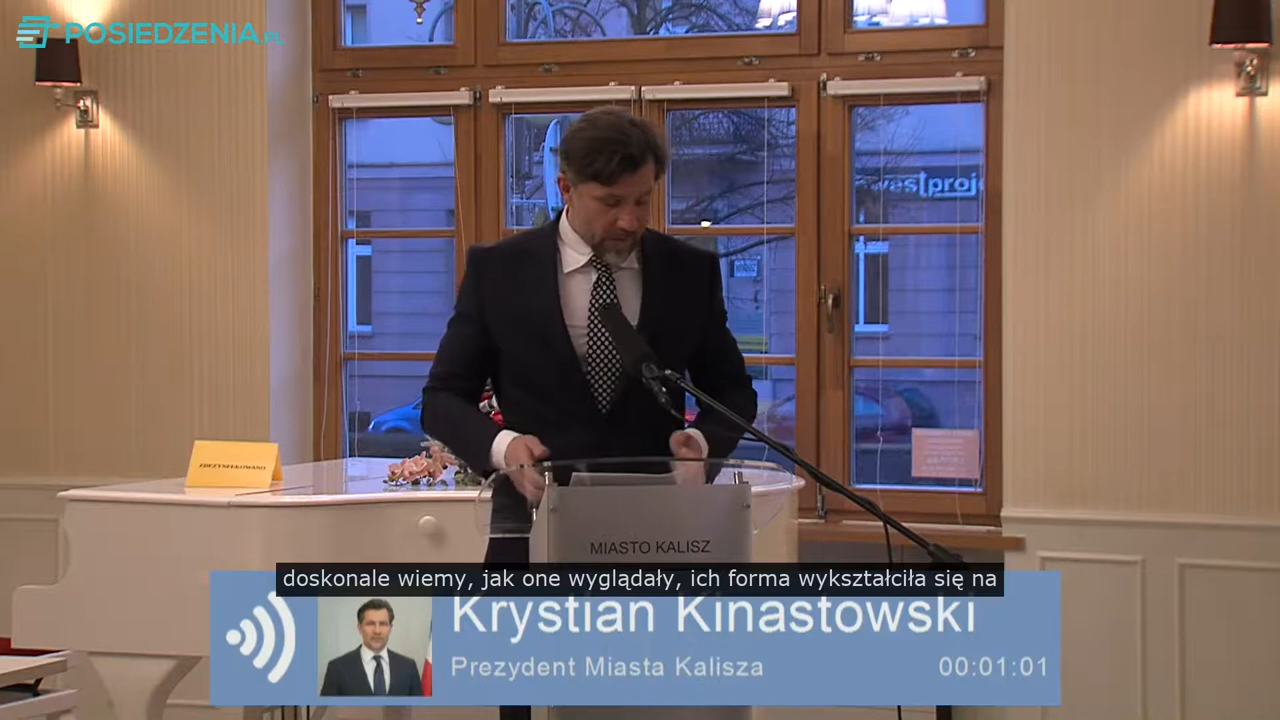 POSIEDZENIA.PL
ZDEZYNFEKOWANO
MIASTO KALISZ
doskonale wiemy, jak one wyglądały, ich forma wykształciła się na
Krystian Kinastowski
Prezydent Miasta Kalisza
00:01:01